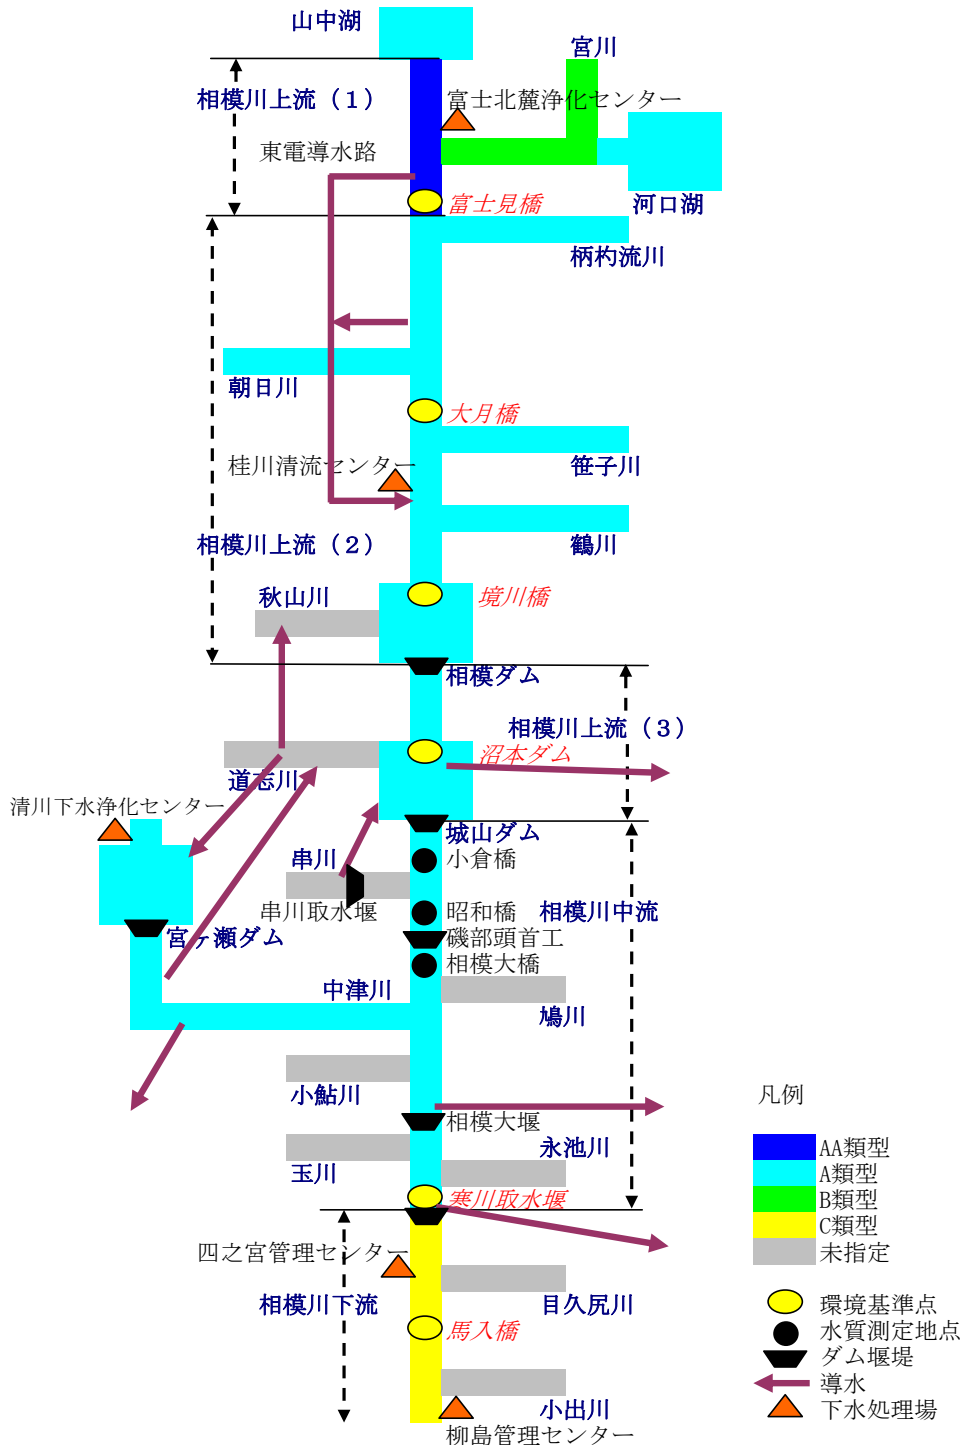 山中湖
宮川
相模川上流（１）
富士北麓浄化センター
東電導水路
富士見橋
河口湖
柄杓流川
朝日川
大月橋
桂川清流センター
笹子川
相模川上流（２）
鶴川
秋山川
境川橋
相模ダム
相模川上流（３）
沼本ダム
道志川
清川下水浄化センター
城山ダム
串川
小倉橋
串川取水堰
昭和橋
相模川中流
宮ヶ瀬ダム
磯部頭首工
相模大橋
中津川
鳩川
小鮎川
相模大堰
永池川
玉川
寒川取水堰
四之宮管理センター
相模川下流
目久尻川
馬入橋
小出川
柳島管理センター
凡例
AA類型
A類型
B類型
C類型
未指定
環境基準点
水質測定地点
ダム堰堤
導水
下水処理場